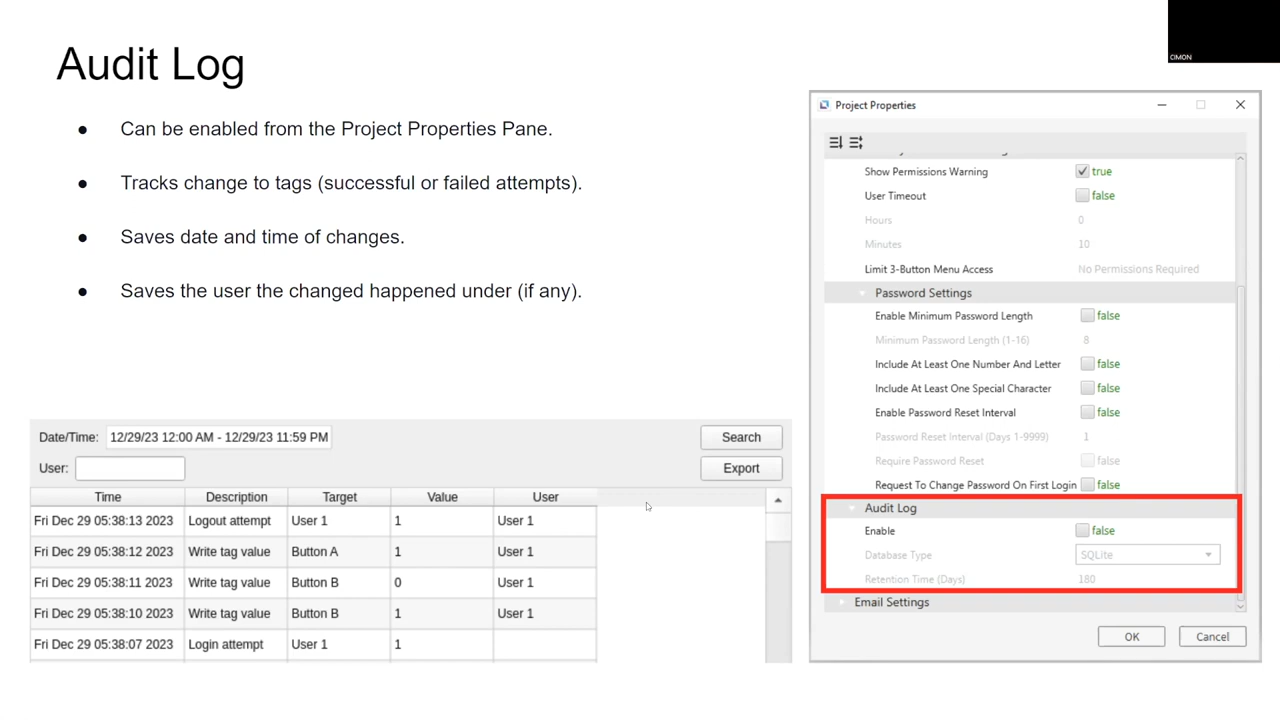 CIMON
Audit Log
● Can be enabled from the Project Properties Pane.
● Tracks change to tags (successful or failed attempts).
● Saves date and time of changes.
● Saves the user the changed happened under (if any).
Date/Time: 12/29/23 12:00 AM - 12/29/23 11:59 PM Search
User: Export
Time Description Target Value User
Fri Dec 29 05:38:13 2023 Logout attempt User 1 1 User 1
Fri Dec 29 05:38:12 2023 Write tag value Button A 1 User 1
Fri Dec 29 05:38:11 2023 Write tag value Button B 0 User 1
Fri Dec 29 05:38:10 2023 Write tag value Button B 1 User 1
Fri Dec 29 05:38:07 2023 Login attempt User 1 1
Project Properties
Show Permissions Warning true
User Timeout false
Hours 0
Minutes 10
Limit 3-Button Menu Access No Permissions Required
Password Settings
Enable Minimum Password Length false
Minimum Password Length (1-16) 8
Include At Least One Number And Letter false
Include At Least One Special Character false
Enable Password Reset Interval false
Password Reset Interval (Days 1-9999) 1
Require Password Reset false
Request To Change Password On First Login false
Audit Log
Enable false
Database Type SQLite
Retention Time (Days) 180
Email Settings
OK Cancel